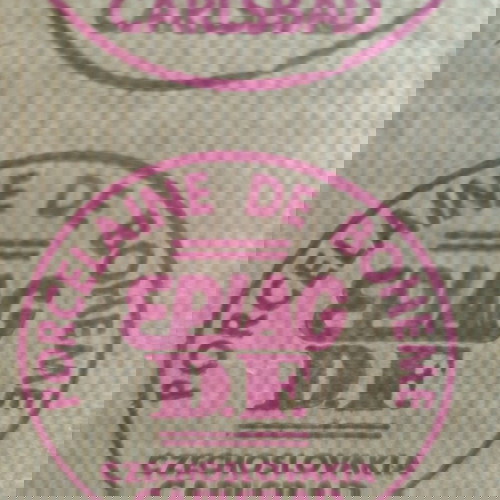 CARLSBAD
PORCELAINE DE BOHEME
EPIAG
D.F.
CZECHOSLOVAKIA